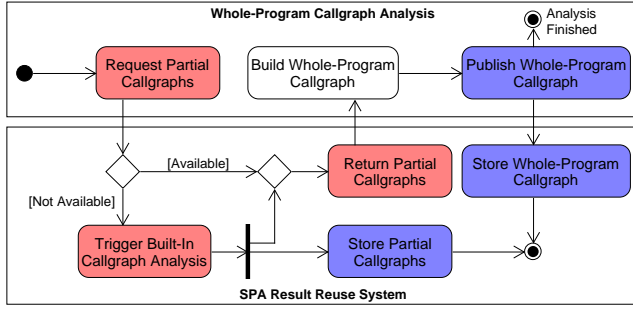 Whole-Program Callgraph Analysis
Analysis
Finished
Request Partial
Callgraphs
Build Whole-Program
Callgraph
Publish Whole-Program
Callgraph
[Available]
[Not Available]
Return Partial
Callgraphs
Store Whole-Program
Callgraph
Trigger Built-In
Callgraph Analysis
Store Partial
Callgraphs
SPA Result Reuse System